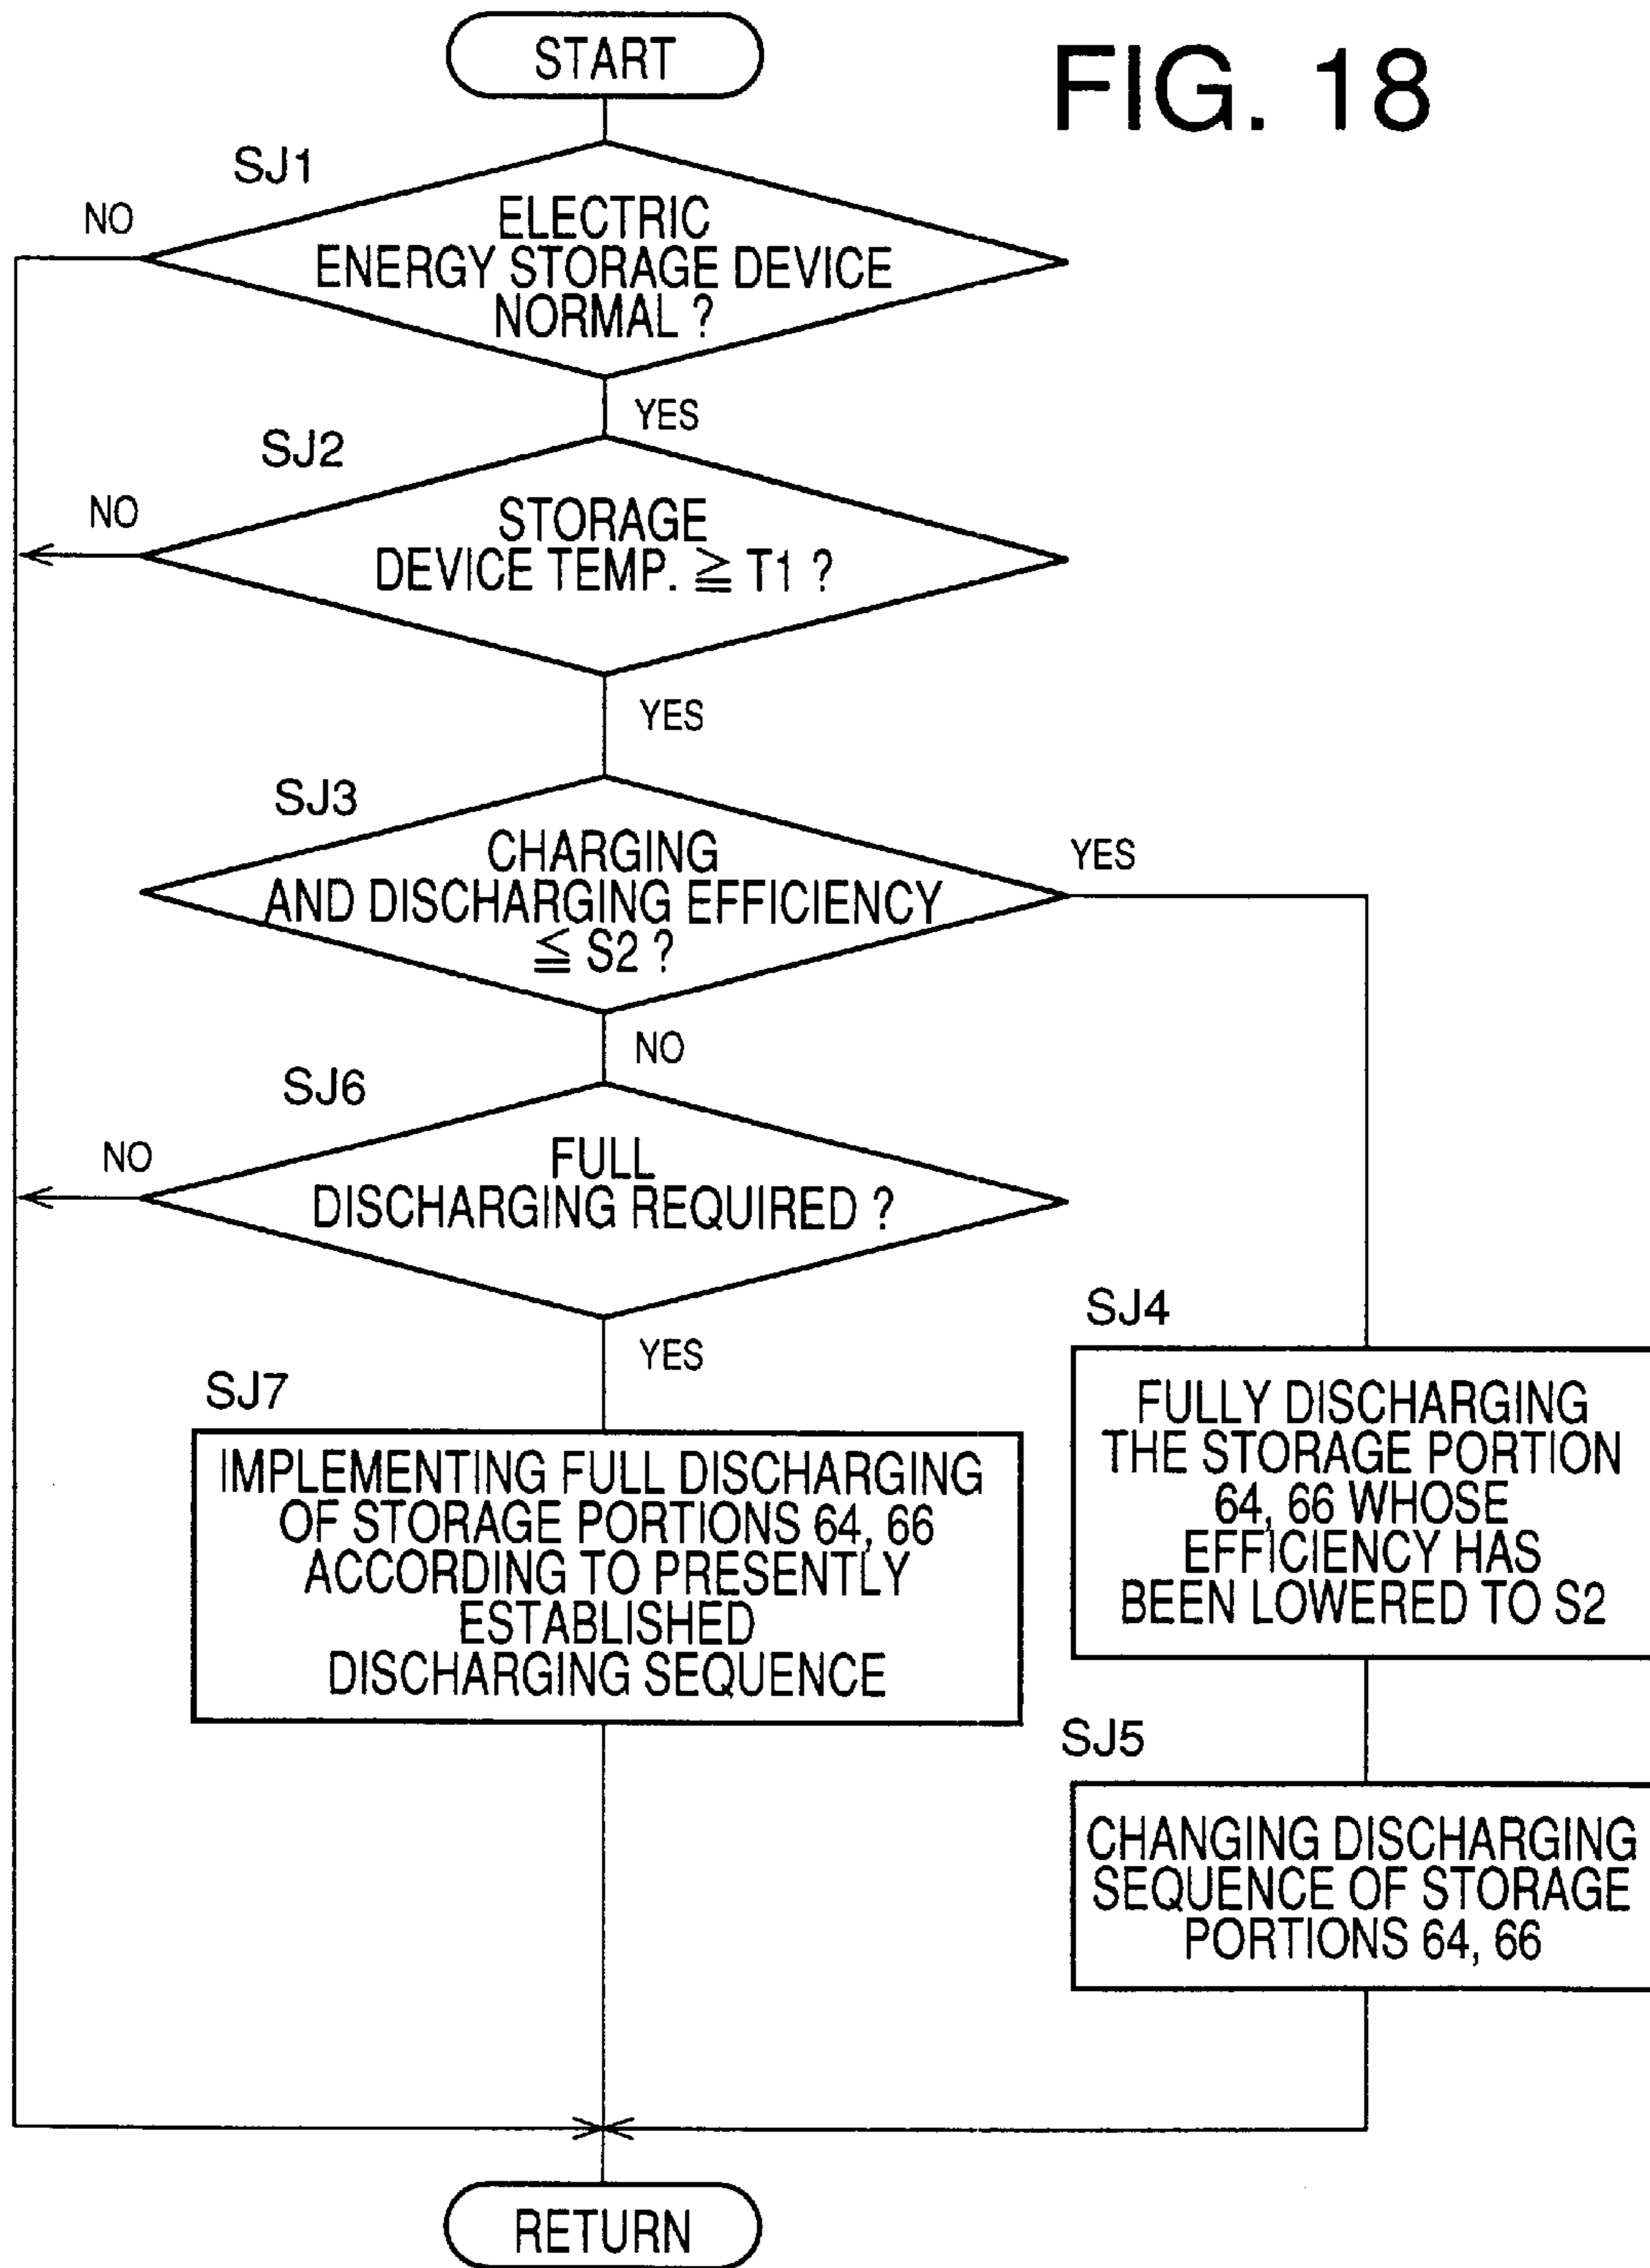 START
FIG. 18
SJ1
NO
ELECTRIC
ENERGY STORAGE DEVICE
NORMAL ?
YES
SJ2
NO
STORAGE
DEVICE TEMP. ≧ T1 ?
YES
SJ3
CHARGING
AND DISCHARGING EFFICIENCY
≦ S2 ?
YES
NO
SJ6
NO
FULL
DISCHARGING REQUIRED ?
YES
SJ4
FULLY DISCHARGING
THE STORAGE PORTION
64, 66 WHOSE
EFFICIENCY HAS
BEEN LOWERED TO S2
SJ7
IMPLEMENTING FULL DISCHARGING
OF STORAGE PORTIONS 64, 66
ACCORDING TO PRESENTLY
ESTABLISHED
DISCHARGING SEQUENCE
SJ5
CHANGING DISCHARGING
SEQUENCE OF STORAGE
PORTIONS 64, 66
RETURN